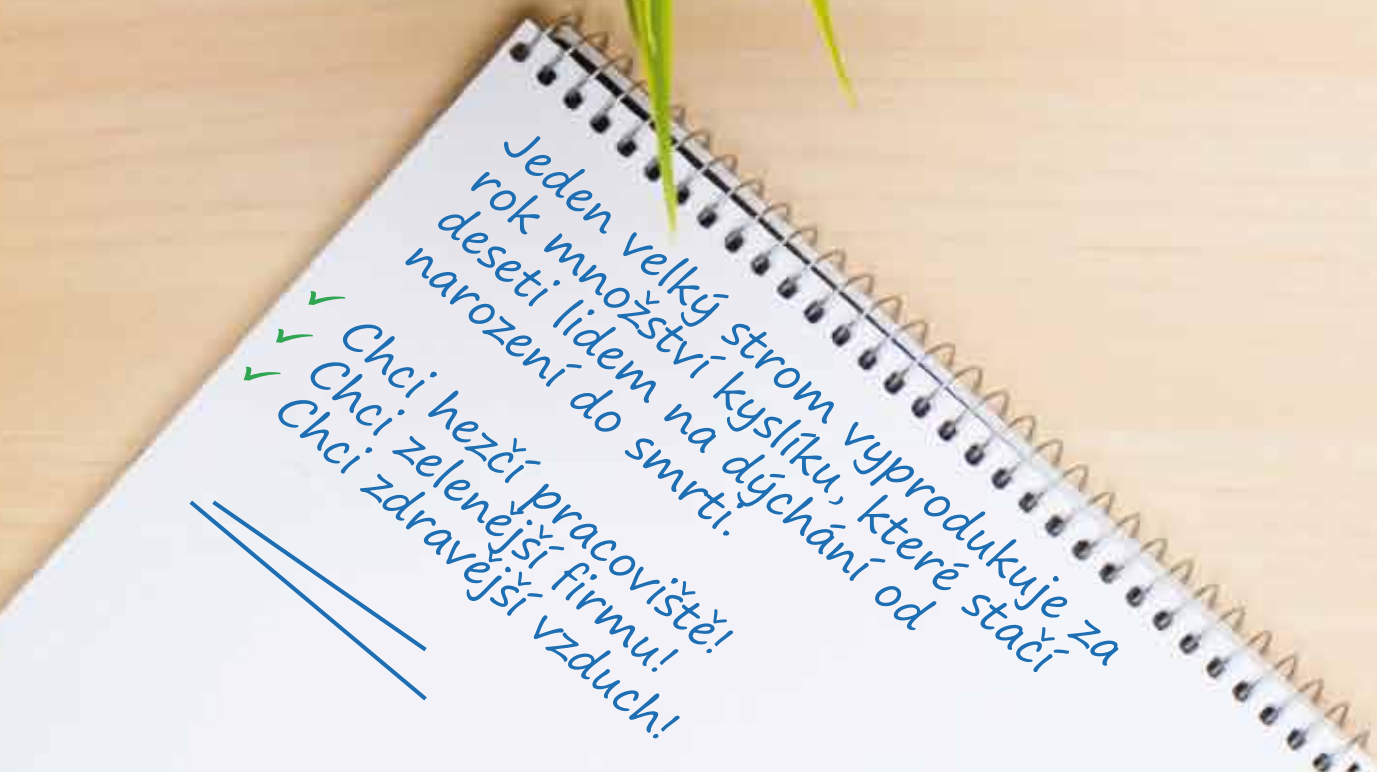 Jeden velký strom vyprodukuje za
rok množství kyslíku, které stačí
deseti lidem na dýchání od
narození do smrti.
Chci hezčí pracoviště!
Chci zelenější firmu!
Chci zdravější vzduch!